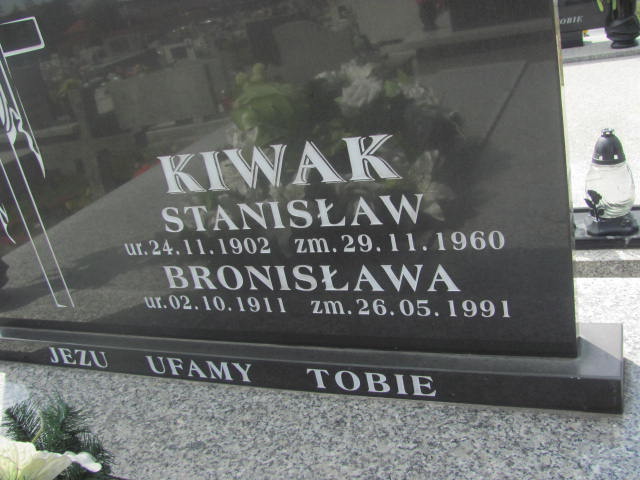 KIWAK
STANISŁAW
ur.24.11.1902 zm.29.11.1960
BRONISŁAWA
ur.02.10.1911 zm.26.05.1991
JEZU UFAMY TOBIE
TOBIE